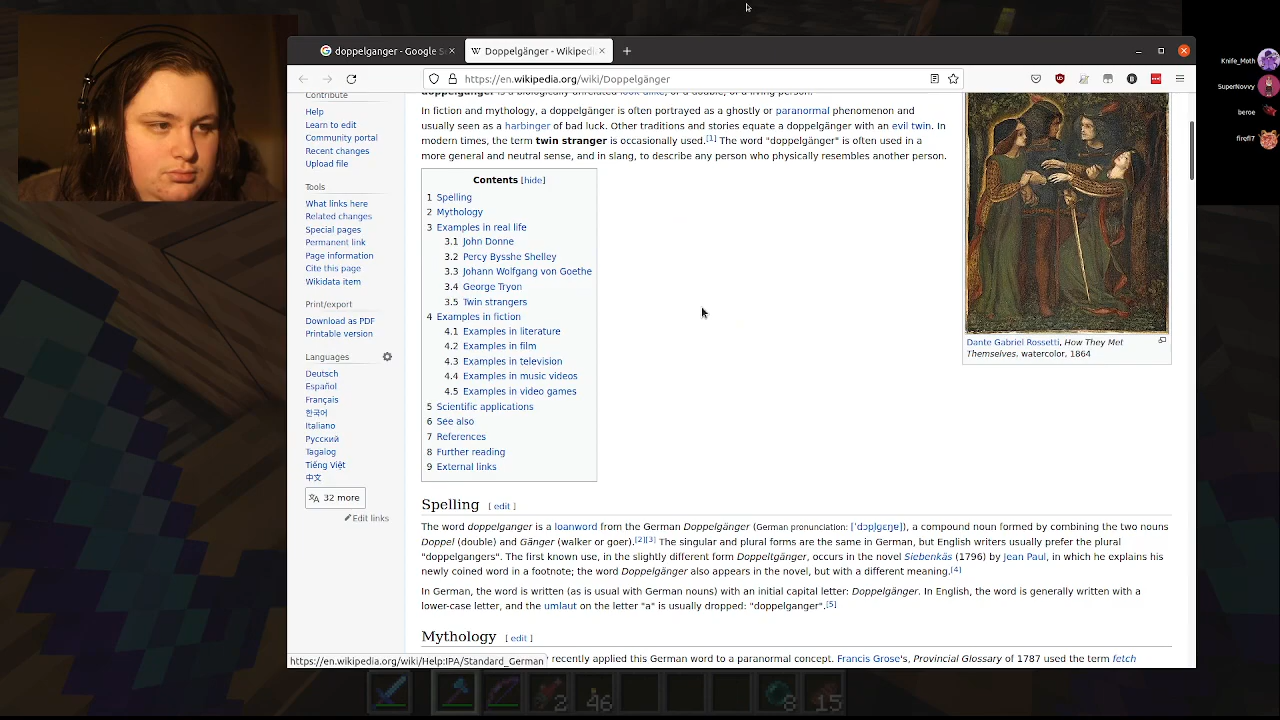 doppelganger - Google S
Doppelgänger - Wikipedi
https://en.wikipedia.org/wiki/Doppelgänger
Knife_Moth
SuperNovvy
beroe
firefl7
Contribute
Help
Learn to edit
Community portal
Recent changes
Upload file
Tools
What links here
Related changes
Special pages
Permanent link
Page information
Cite this page
Wikidata item
Print/export
Download as PDF
Printable version
Languages
Deutsch
Español
Français
한국어
Italiano
Русский
Tagalog
Tiếng Việt
中文
32 more
Edit links
doppelgänger is a biologically unrelated look-alike, or a double, of a living person.
In fiction and mythology, a doppelgänger is often portrayed as a ghostly or paranormal phenomenon and
usually seen as a harbinger of bad luck. Other traditions and stories equate a doppelgänger with an evil twin. In
modern times, the term twin stranger is occasionally used.[1] The word "doppelgänger" is often used in a
more general and neutral sense, and in slang, to describe any person who physically resembles another person.
Contents [hide]
1 Spelling
2 Mythology
3 Examples in real life
3.1 John Donne
3.2 Percy Bysshe Shelley
3.3 Johann Wolfgang von Goethe
3.4 George Tryon
3.5 Twin strangers
4 Examples in fiction
4.1 Examples in literature
4.2 Examples in film
4.3 Examples in television
4.4 Examples in music videos
4.5 Examples in video games
5 Scientific applications
6 See also
7 References
8 Further reading
9 External links
Dante Gabriel Rossetti, How They Met
Themselves, watercolor, 1864
Spelling [ edit ]
The word doppelganger is a loanword from the German Doppelgänger (German pronunciation: [ˈdɔpl̩ɡɛŋɐ]), a compound noun formed by combining the two nouns
Doppel (double) and Gänger (walker or goer).[2][3] The singular and plural forms are the same in German, but English writers usually prefer the plural
"doppelgangers". The first known use, in the slightly different form Doppeltgänger, occurs in the novel Siebenkäs (1796) by Jean Paul, in which he explains his
newly coined word in a footnote; the word Doppelgänger also appears in the novel, but with a different meaning.[4]
In German, the word is written (as is usual with German nouns) with an initial capital letter: Doppelgänger. In English, the word is generally written with a
lower-case letter, and the umlaut on the letter "a" is usually dropped: "doppelganger".[5]
Mythology [ edit ]
recently applied this German word to a paranormal concept. Francis Grose's, Provincial Glossary of 1787 used the term fetch
https://en.wikipedia.org/wiki/Help:IPA/Standard_German
2
46
8
15